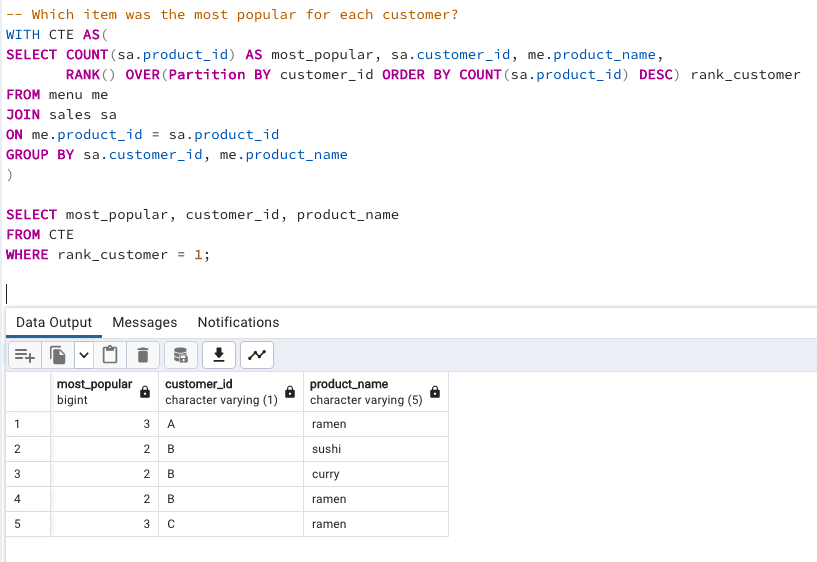 -- Which item was the most popular for each customer?
WITH CTE AS(
SELECT COUNT(sa.product_id) AS most_popular, sa.customer_id, me.product_name,
       RANK() OVER(Partition BY customer_id ORDER BY COUNT(sa.product_id) DESC) rank_customer
FROM menu me
JOIN sales sa
ON me.product_id = sa.product_id
GROUP BY sa.customer_id, me.product_name
)
SELECT most_popular, customer_id, product_name
FROM CTE
WHERE rank_customer = 1;
Data Output Messages Notifications
most_popular customer_id product_name
bigint character varying (1) character varying (5)
1 3 A ramen
2 2 B sushi
3 2 B curry
4 2 B ramen
5 3 C ramen